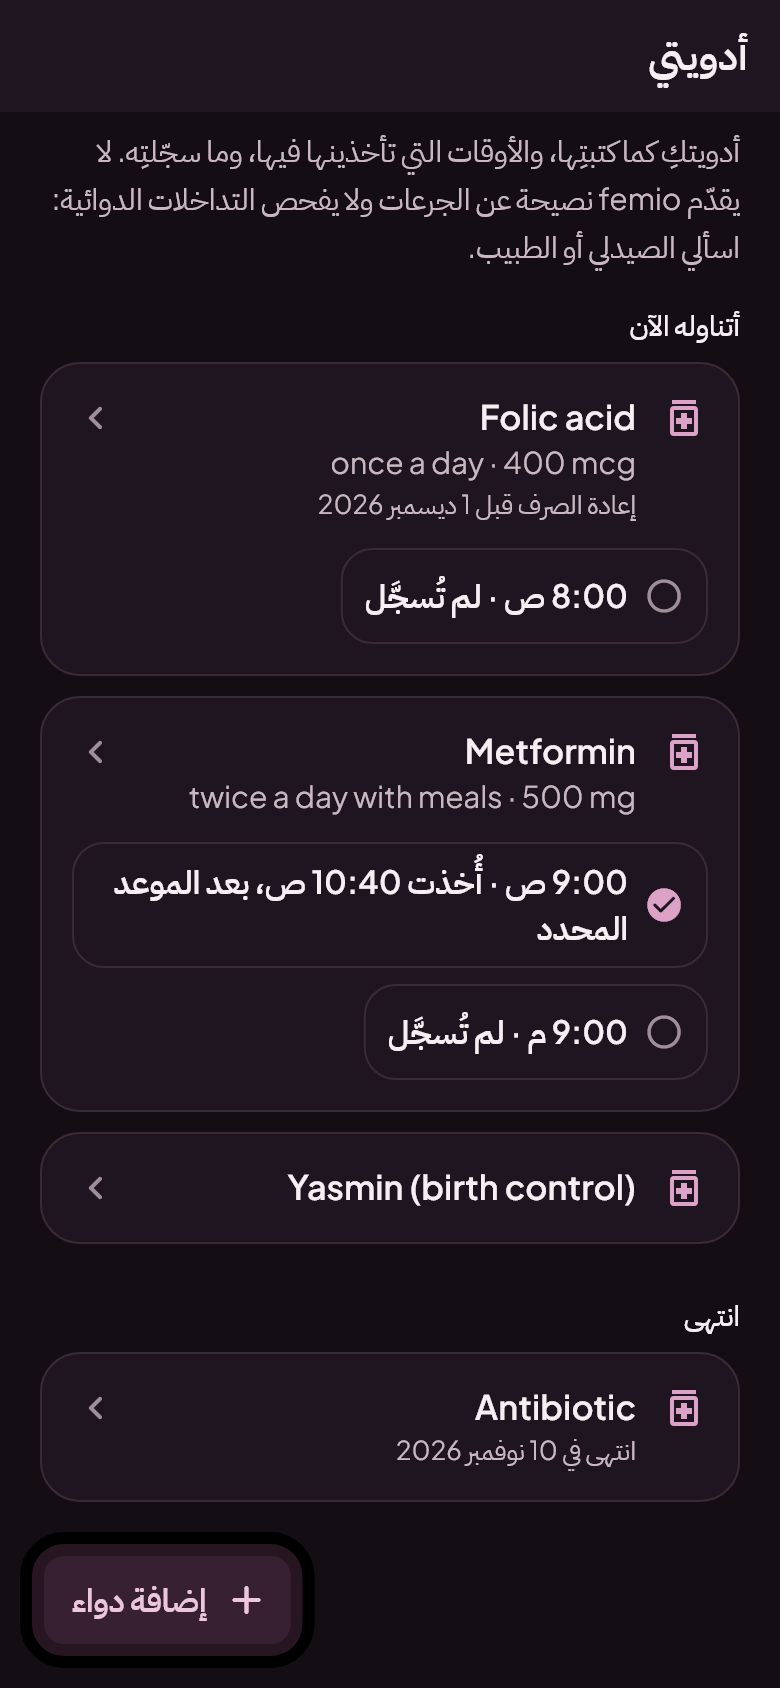 أدويتي
أدويتكِ كما كتبتِها، والأوقات التي تأخذينها فيها، وما سجّلتِه. لا
يقدّم femio نصيحة عن الجرعات ولا يفحص التداخلات الدوائية:
اسألي الصيدلي أو الطبيب.
أتناوله الآن
Folic acid
once a day · 400 mcg
إعادة الصرف قبل 1 ديسمبر 2026
8:00 ص · لم تُسجَّل
Metformin
twice a day with meals · 500 mg
9:00 ص · أُخذت 10:40 ص، بعد الموعد
المحدد
9:00 م · لم تُسجَّل
Yasmin (birth control)
انتهى
Antibiotic
انتهى في 10 نوفمبر 2026
إضافة دواء